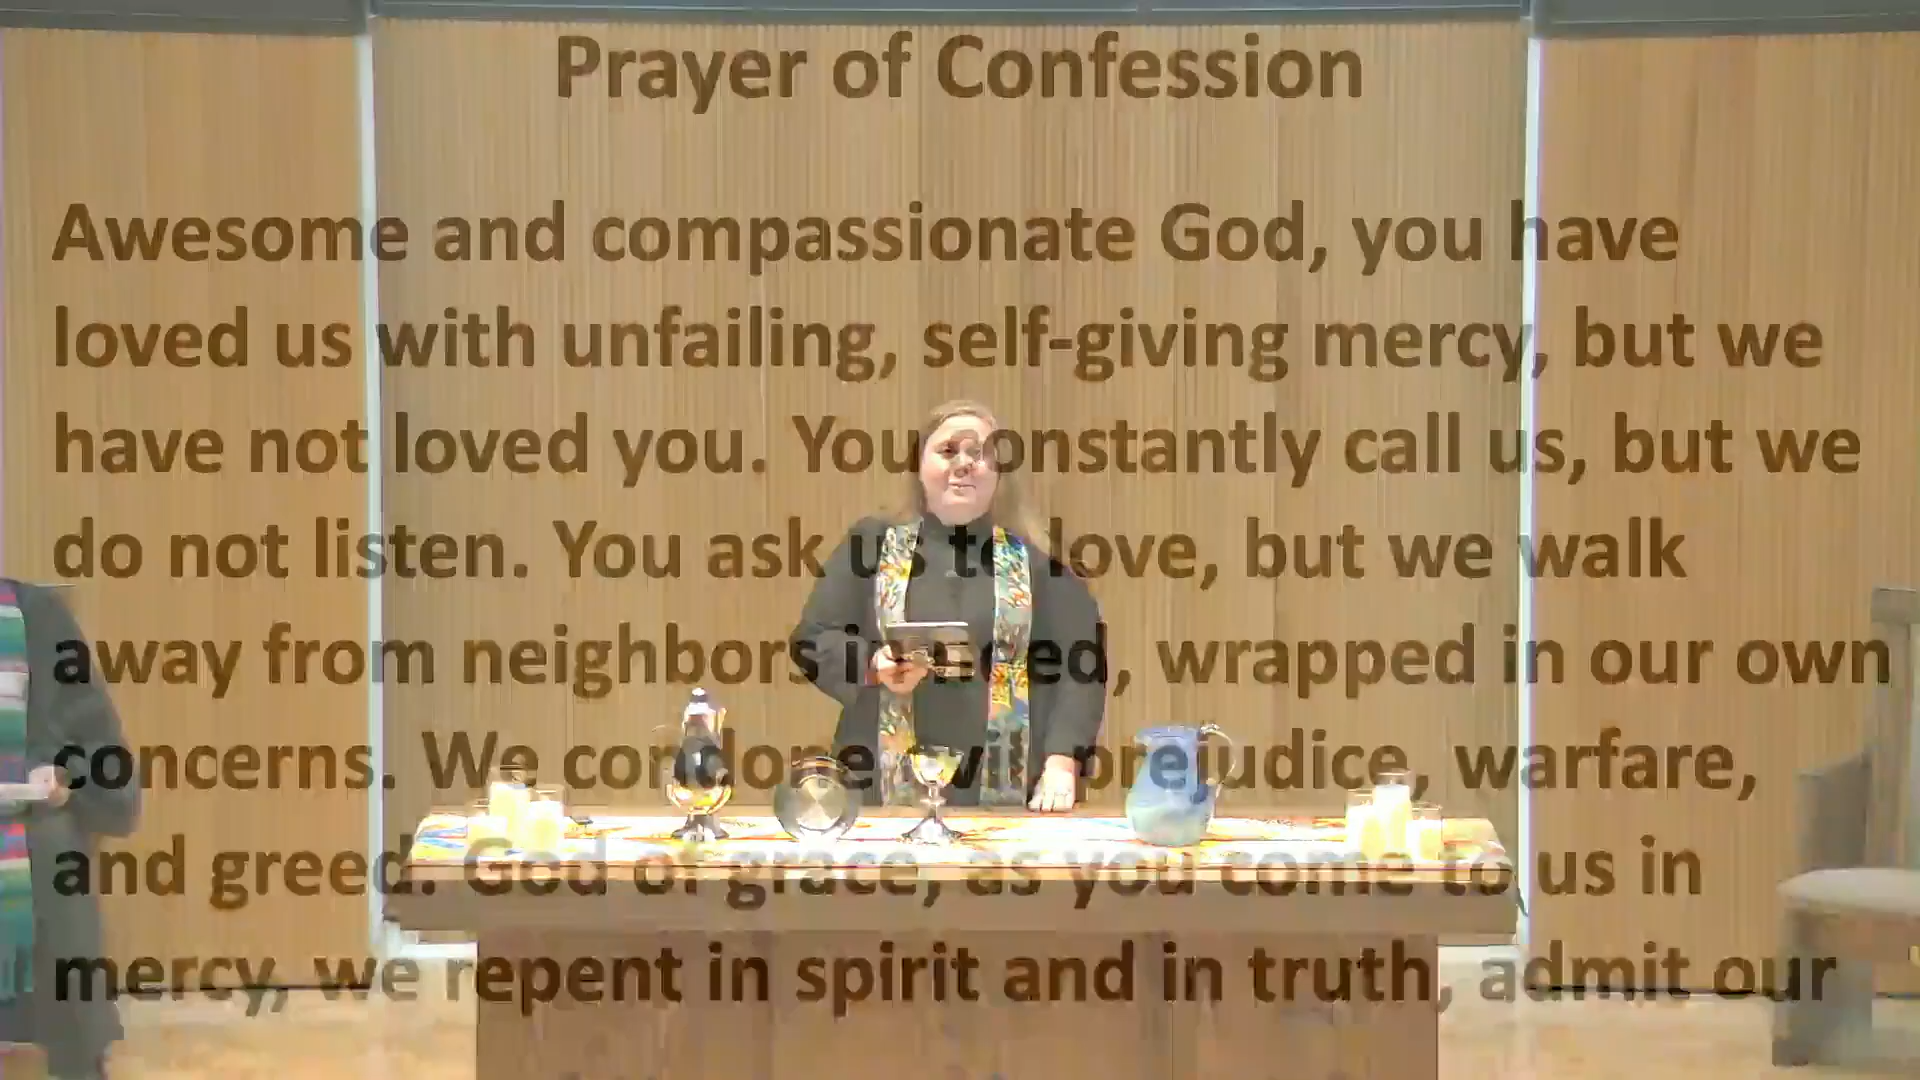 Prayer of Confession
Awesome and compassionate God, you have
loved us with unfailing, self-giving mercy, but we
have not loved you. You constantly call us, but we
do not listen. You ask us to love, but we walk
away from neighbors in need, wrapped in our own
concerns. We condone evil, prejudice, warfare,
and greed. God of grace, as you come to us in
mercy, we repent in spirit and in truth, admit our